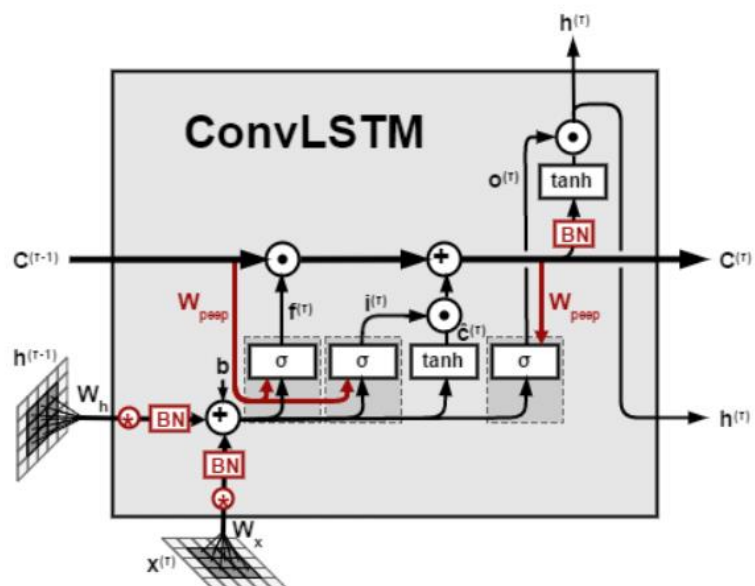 h(τ)
ConvLSTM
o(τ)
tanh
BN
C(τ-1)
C(τ)
W peep
f(τ)
i(τ)
ĉ(τ)
W peep
σ
σ
tanh
σ
h(τ-1)
b
W h
BN
h(τ)
BN
W x
x(τ)